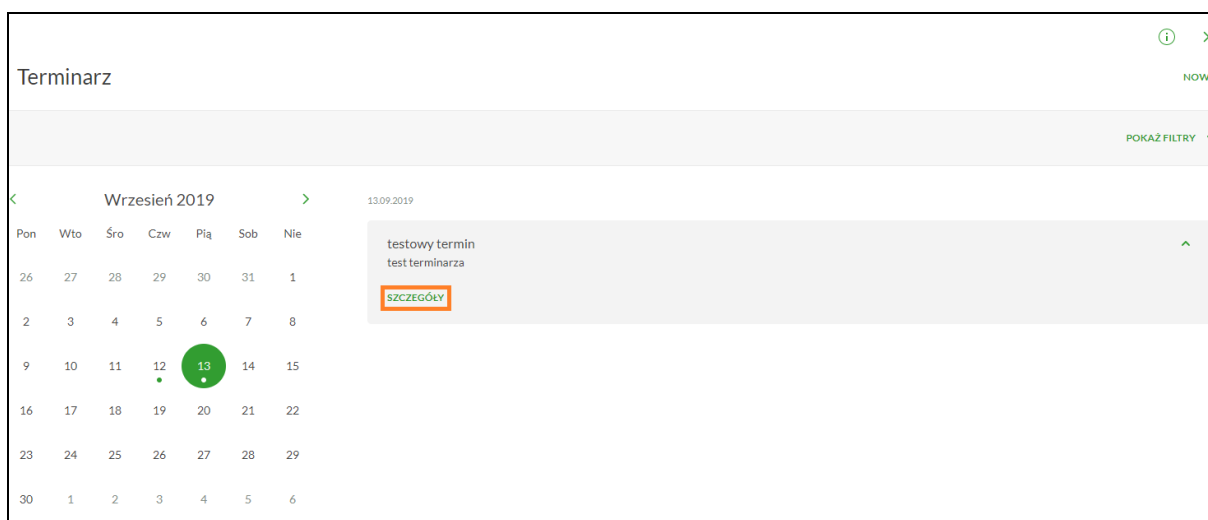 Terminarz
NOW
POKAŻ FILTRY
Wrzesień 2019
Pon Wto Śro Czw Pią Sob Nie
26 27 28 29 30 31 1
2 3 4 5 6 7 8
9 10 11 12 13 14 15
16 17 18 19 20 21 22
23 24 25 26 27 28 29
30 1 2 3 4 5 6
13.09.2019
testowy termin
test terminarza
SZCZEGÓŁY